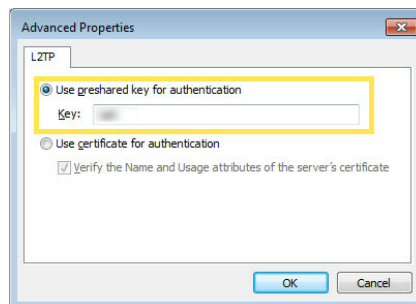 Advanced Properties
L2TP
Use preshared key for authentication
Key:
Use certificate for authentication
Verify the Name and Usage attributes of the server's certificate
OK Cancel